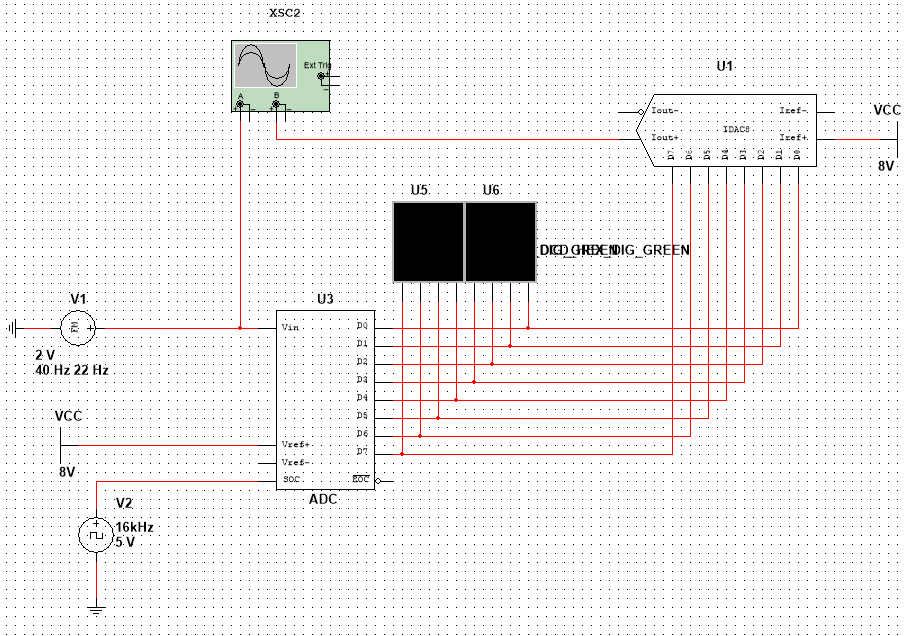 XSC2
Ext Trig
A
B
U1
Iout-
Iref-
IDAC8
Iout+
Iref+
D7 D6 D5 D4 D3 D2 D1 D0
VCC
8V
U5
U6
DIG_GREEN
V1
FM
2 V
40 Hz 22 Hz
U3
Vin
D0
D1
D2
D3
D4
D5
D6
D7
Vref+
Vref-
SOC
EOC
ADC
VCC
8V
V2
16kHz
5 V